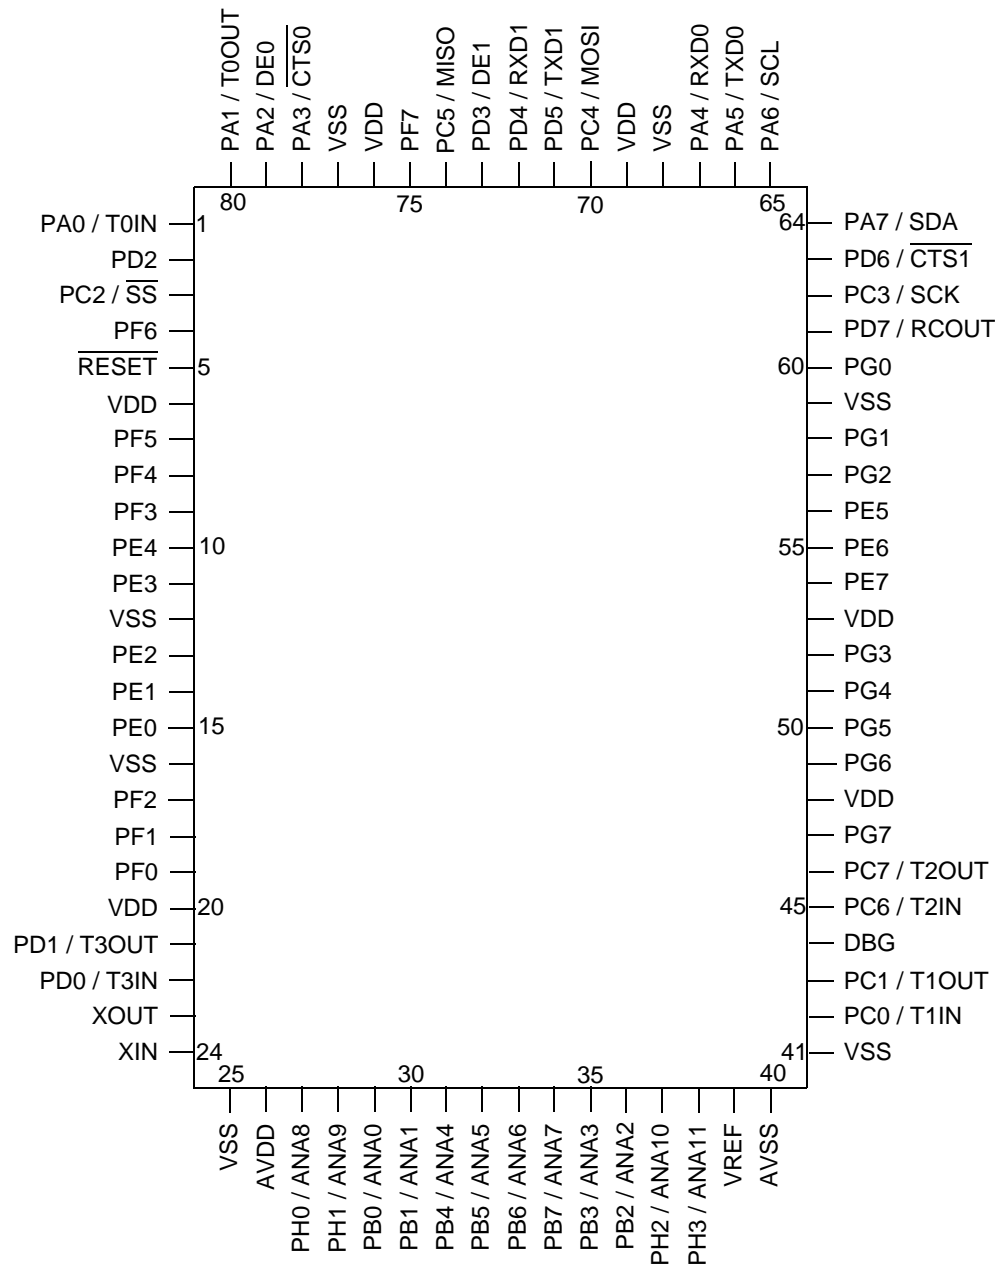 PA1 / T0OUT
PA2 / DE0
PA3 / CTS0
VSS
VDD
PF7
PC5 / MISO
PD3 / DE1
PD4 / RXD1
PD5 / TXD1
PC4 / MOSI
VDD
VSS
PA4 / RXD0
PA5 / TXD0
PA6 / SCL
80 75 70 65
PA0 / T0IN 1 64 PA7 / SDA
PD2 PD6 / CTS1
PC2 / SS PC3 / SCK
PF6 PD7 / RCOUT
RESET 5 60 PG0
VDD VSS
PF5 PG1
PF4 PG2
PF3 PE5
PE4 10 55 PE6
PE3 PE7
VSS VDD
PE2 PG3
PE1 PG4
PE0 15 50 PG5
VSS PG6
PF2 VDD
PF1 PG7
PF0 PC7 / T2OUT
VDD 20 45 PC6 / T2IN
PD1 / T3OUT DBG
PD0 / T3IN PC1 / T1OUT
XOUT PC0 / T1IN
XIN 24 41 VSS
25 30 35 40
VSS
AVDD
PH0 / ANA8
PH1 / ANA9
PB0 / ANA0
PB1 / ANA1
PB4 / ANA4
PB5 / ANA5
PB6 / ANA6
PB7 / ANA7
PB3 / ANA3
PB2 / ANA2
PH2 / ANA10
PH3 / ANA11
VREF
AVSS